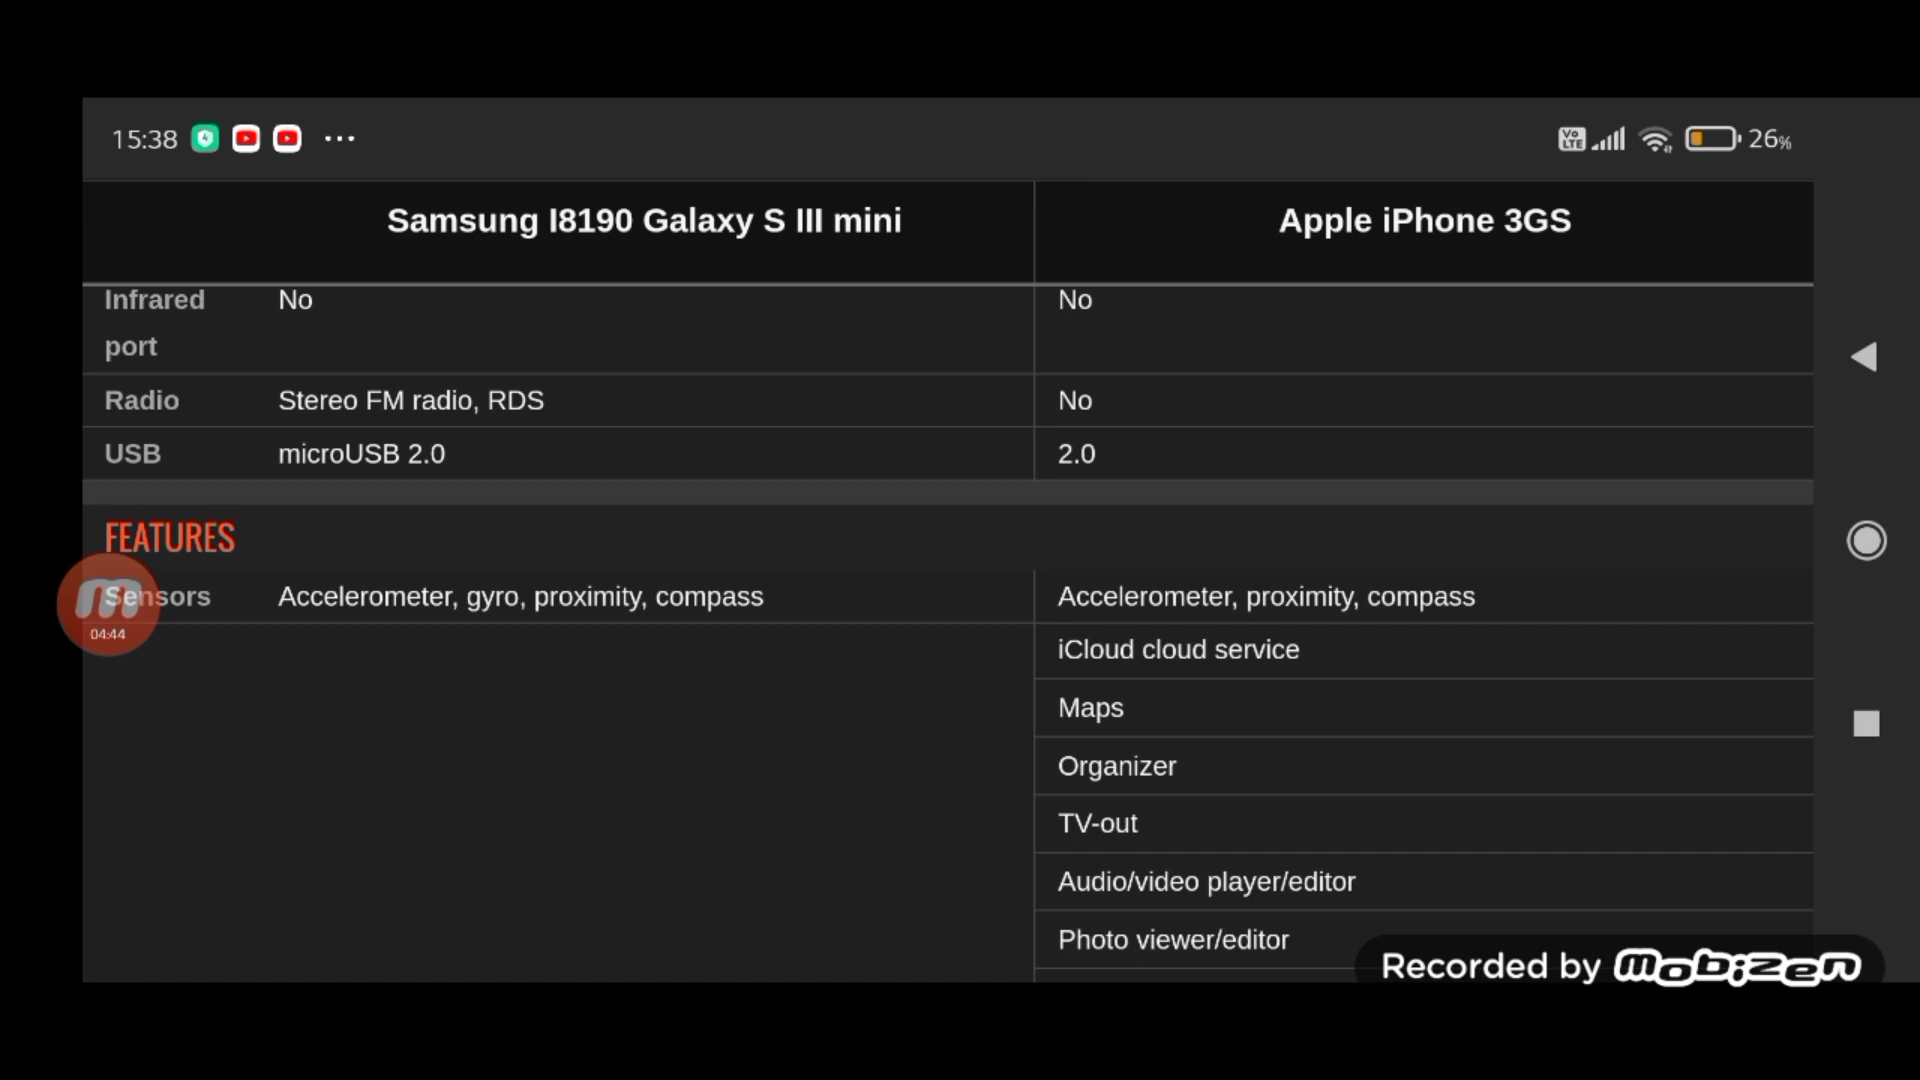 15:38 ... Vo LTE 26%
Samsung I8190 Galaxy S III mini Apple iPhone 3GS
Infrared port No No
Radio Stereo FM radio, RDS No
USB microUSB 2.0 2.0
FEATURES
Sensors Accelerometer, gyro, proximity, compass Accelerometer, proximity, compass
04:44
iCloud cloud service
Maps
Organizer
TV-out
Audio/video player/editor
Photo viewer/editor
Recorded by mobizen